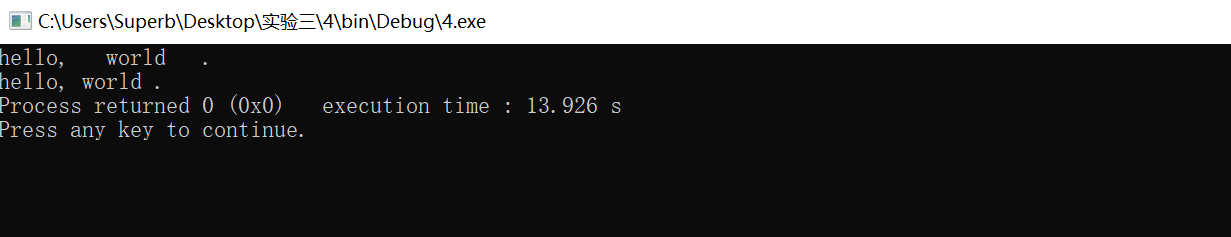 C:\Users\Superb\Desktop\实验三\4\bin\Debug\4.exe
hello,   world   .
hello, world .
Process returned 0 (0x0)   execution time : 13.926 s
Press any key to continue.